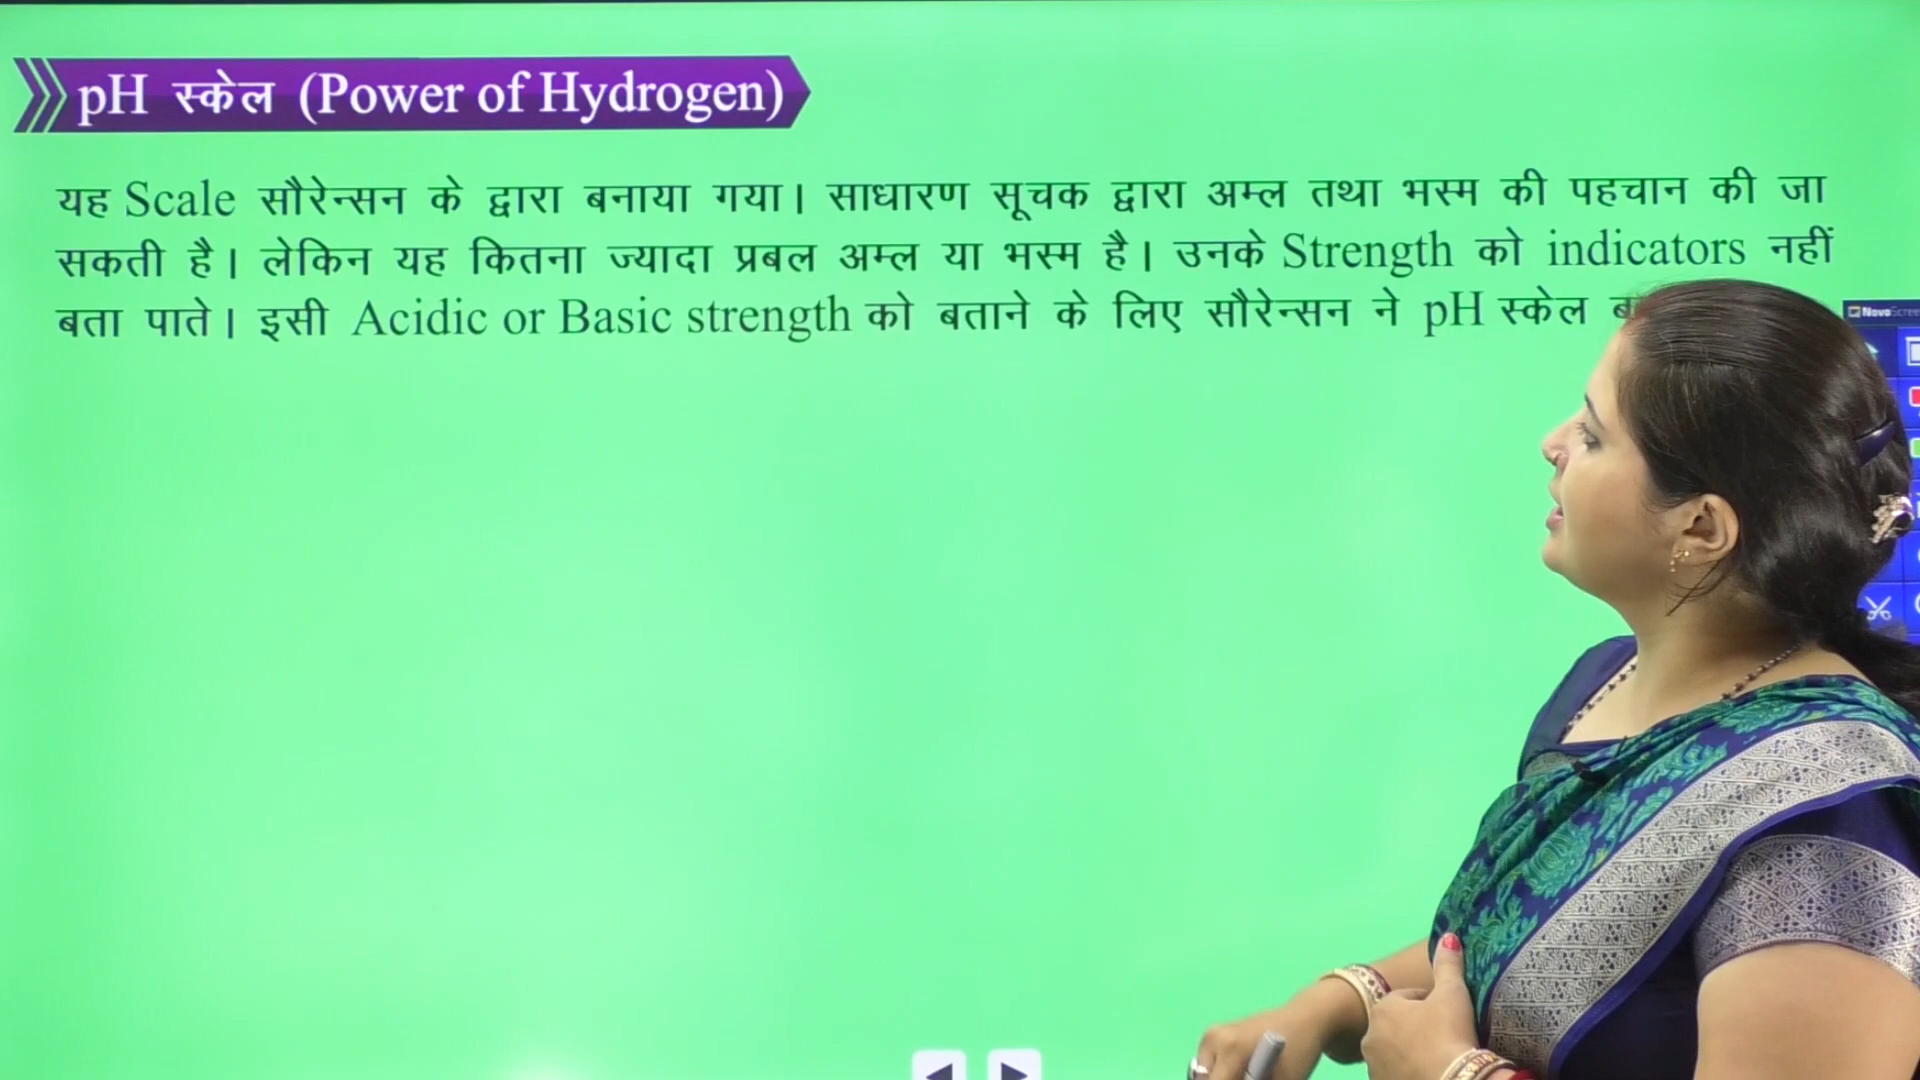 pH स्केल (Power of Hydrogen)
यह Scale सौरेन्सन के द्वारा बनाया गया। साधारण सूचक द्वारा अम्ल तथा भस्म की पहचान की जा
सकती है। लेकिन यह कितना ज्यादा प्रबल अम्ल या भस्म है। उनके Strength को indicators नहीं
बता पाते। इसी Acidic or Basic strength को बताने के लिए सौरेन्सन ने pH स्केल